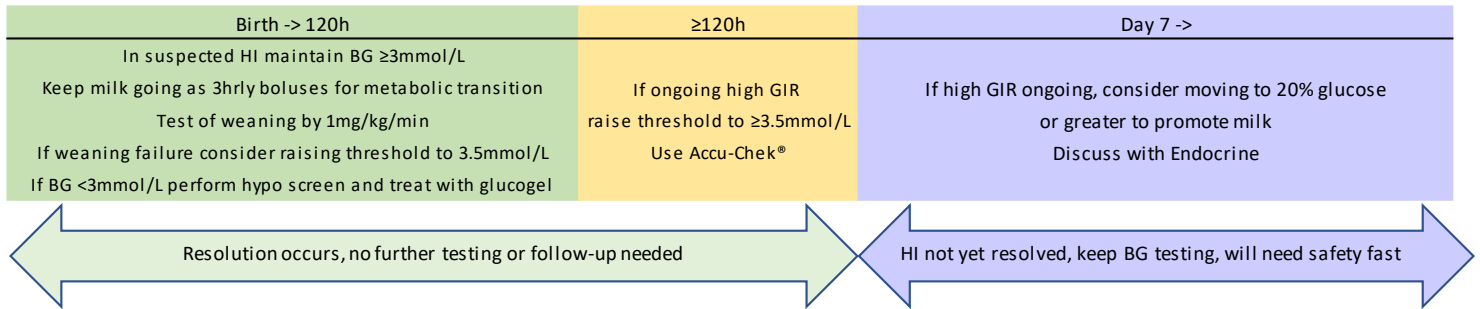 Birth -> 120h
In suspected HI maintain BG ≥3mmol/L
Keep milk going as 3hrly boluses for metabolic transition
Test of weaning by 1mg/kg/min
If weaning failure consider raising threshold to 3.5mmol/L
If BG <3mmol/L perform hypo screen and treat with glucogel
≥120h
If ongoing high GIR
raise threshold to ≥3.5mmol/L
Use Accu-Chek®
Day 7 ->
If high GIR ongoing, consider moving to 20% glucose
or greater to promote milk
Discuss with Endocrine
Resolution occurs, no further testing or follow-up needed
HI not yet resolved, keep BG testing, will need safety fast